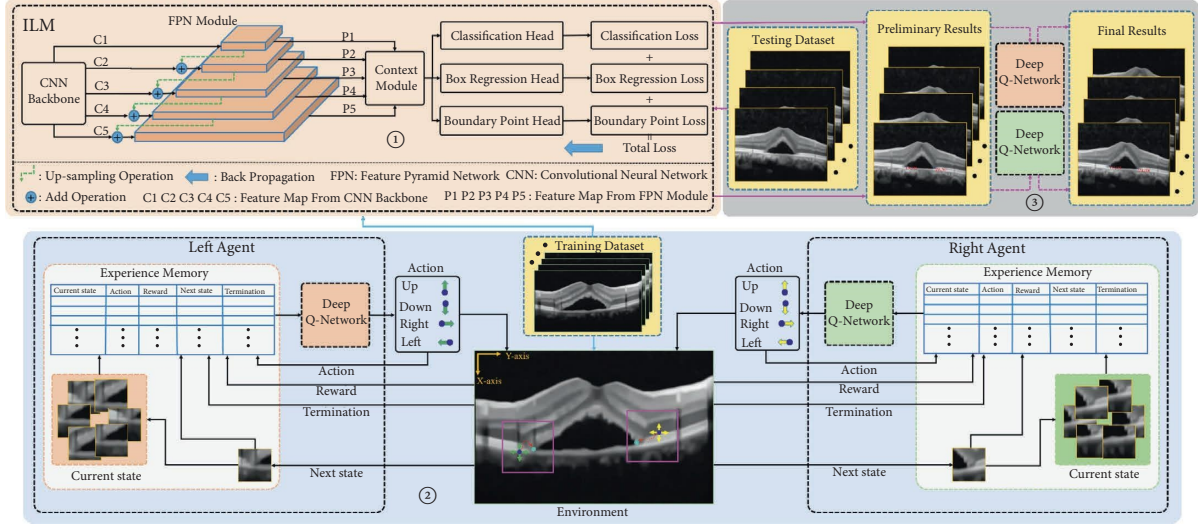 ILM
FPN Module
C1
C2
C3
C4
C5
CNN
Backbone
P1
P2
P3
P4
P5
Context
Module
Classification Head
Classification Loss
+
Box Regression Head
Box Regression Loss
+
Boundary Point Head
Boundary Point Loss
=
Total Loss
①
: Up-sampling Operation
: Back Propagation
FPN: Feature Pyramid Network
CNN: Convolutional Neural Network
: Add Operation
C1 C2 C3 C4 C5 : Feature Map From CNN Backbone
P1 P2 P3 P4 P5 : Feature Map From FPN Module
Testing Dataset
Preliminary Results
Deep
Q-Network
Deep
Q-Network
Final Results
③
Left Agent
Experience Memory
Current state
Action
Reward
Next state
Termination
Deep
Q-Network
Action
Up
Down
Right
Left
Action
Reward
Termination
Next state
Current state
②
Training Dataset
Y-axis
X-axis
Environment
Right Agent
Experience Memory
Current state
Action
Reward
Next state
Termination
Deep
Q-Network
Action
Up
Down
Right
Left
Action
Reward
Termination
Next state
Current state